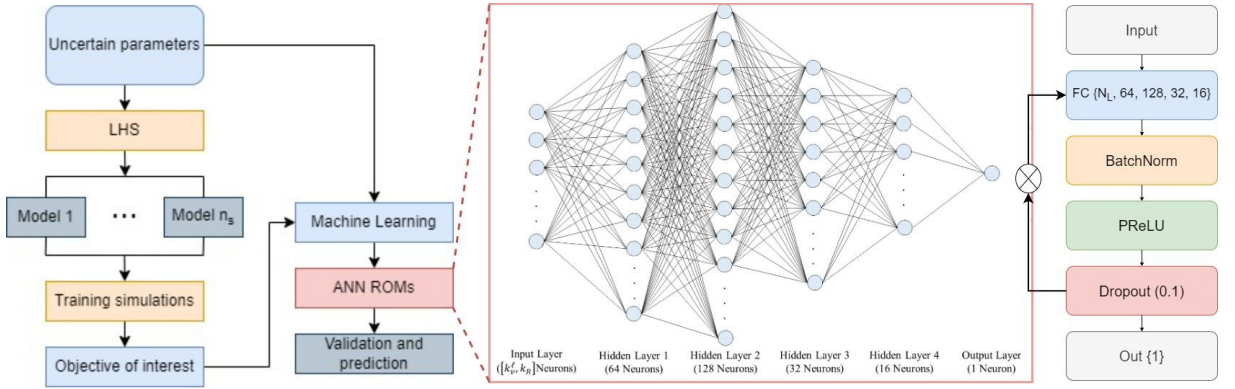 Uncertain parameters
LHS
Model 1
...
Model n_s
Training simulations
Objective of interest
Machine Learning
ANN ROMs
Validation and
prediction
Input Layer
([k_v^ℓ, k_R]Neurons)
Hidden Layer 1
(64 Neurons)
Hidden Layer 2
(128 Neurons)
Hidden Layer 3
(32 Neurons)
Hidden Layer 4
(16 Neurons)
Output Layer
(1 Neuron)
Input
FC {N_L, 64, 128, 32, 16}
BatchNorm
PReLU
Dropout (0.1)
Out {1}